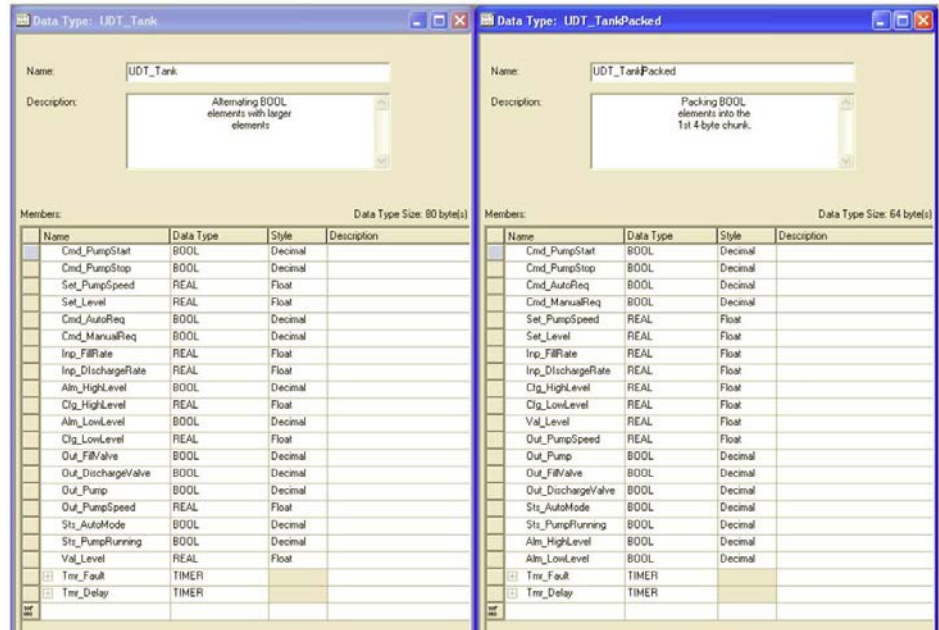 Data Type: UDT_Tank
Name: UDT_Tank
Description: Alternating BOOL
elements with larger
elements
Members: Data Type Size: 80 byte(s)
Name Data Type Style Description
Cmd_PumpStart BOOL Decimal
Cmd_PumpStop BOOL Decimal
Set_PumpSpeed REAL Float
Set_Level REAL Float
Cmd_AutoReq BOOL Decimal
Cmd_ManualReq BOOL Decimal
Inp_FillRate REAL Float
Inp_DIschargeRate REAL Float
Alm_HighLevel BOOL Decimal
Cfg_HighLevel REAL Float
Alm_LowLevel BOOL Decimal
Cfg_LowLevel REAL Float
Out_FillValve BOOL Decimal
Out_DischargeValve BOOL Decimal
Out_Pump BOOL Decimal
Out_PumpSpeed REAL Float
Sts_AutoMode BOOL Decimal
Sts_PumpRunning BOOL Decimal
Val_Level REAL Float
Tmr_Fault TIMER
Tmr_Delay TIMER
Data Type: UDT_TankPacked
Name: UDT_TankPacked
Description: Packing BOOL
elements into the
1st 4-byte chunk.
Members: Data Type Size: 64 byte(s)
Name Data Type Style Description
Cmd_PumpStart BOOL Decimal
Cmd_PumpStop BOOL Decimal
Cmd_AutoReq BOOL Decimal
Cmd_ManualReq BOOL Decimal
Set_PumpSpeed REAL Float
Set_Level REAL Float
Inp_FillRate REAL Float
Inp_DIschargeRate REAL Float
Cfg_HighLevel REAL Float
Cfg_LowLevel REAL Float
Val_Level REAL Float
Out_PumpSpeed REAL Float
Out_Pump BOOL Decimal
Out_FillValve BOOL Decimal
Out_DischargeValve BOOL Decimal
Sts_AutoMode BOOL Decimal
Sts_PumpRunning BOOL Decimal
Alm_HighLevel BOOL Decimal
Alm_LowLevel BOOL Decimal
Tmr_Fault TIMER
Tmr_Delay TIMER